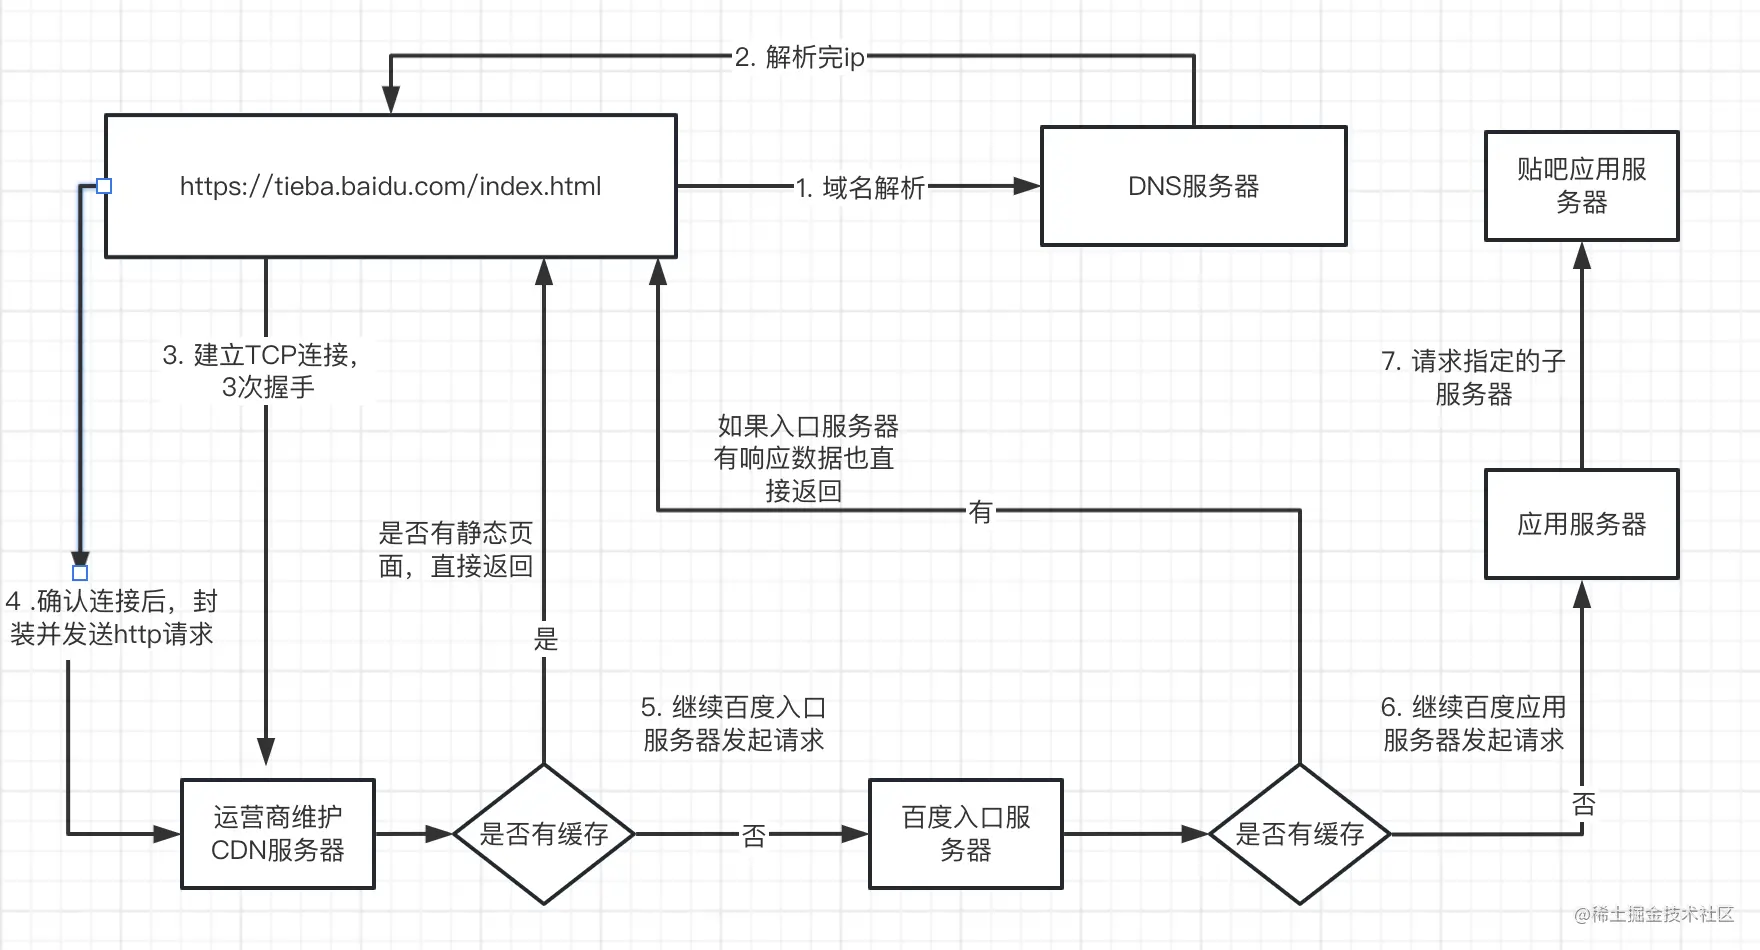 2. 解析完ip
https://tieba.baidu.com/index.html
1. 域名解析
DNS服务器
贴吧应用服
务器
3. 建立TCP连接，
3次握手
7. 请求指定的子
服务器
如果入口服务器
有响应数据也直
接返回
有
是否有静态页
面，直接返回
应用服务器
4 .确认连接后，封
装并发送http请求
是
5. 继续百度入口
服务器发起请求
6. 继续百度应用
服务器发起请求
否
运营商维护
CDN服务器
是否有缓存
否
百度入口服
务器
是否有缓存
@稀土掘金技术社区